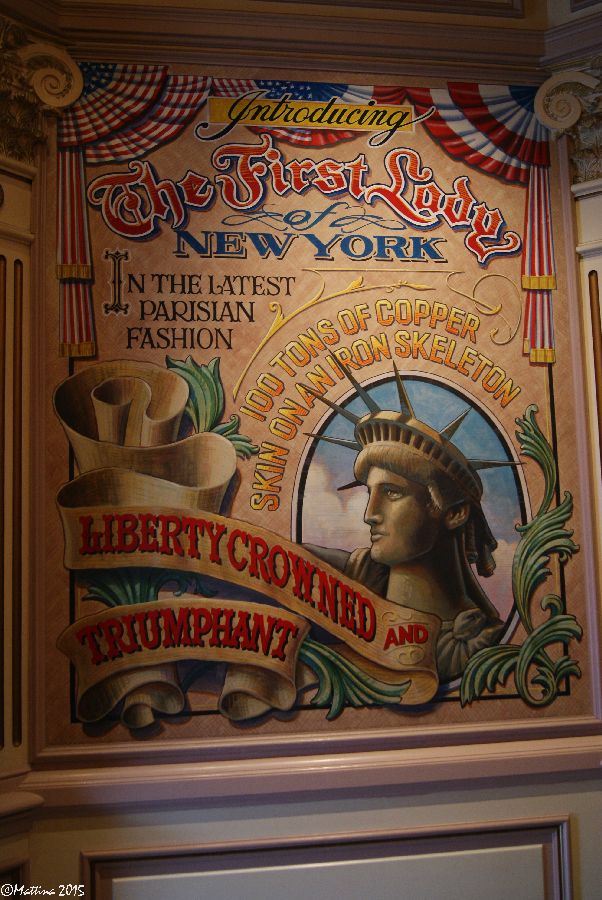 Introducing
The First Lady
of
NEW YORK
IN THE LATEST
PARISIAN
FASHION
100 TONS OF COPPER
SKIN ON AN IRON SKELETON
LIBERTY CROWNED AND
TRIUMPHANT
©Mattina 2015